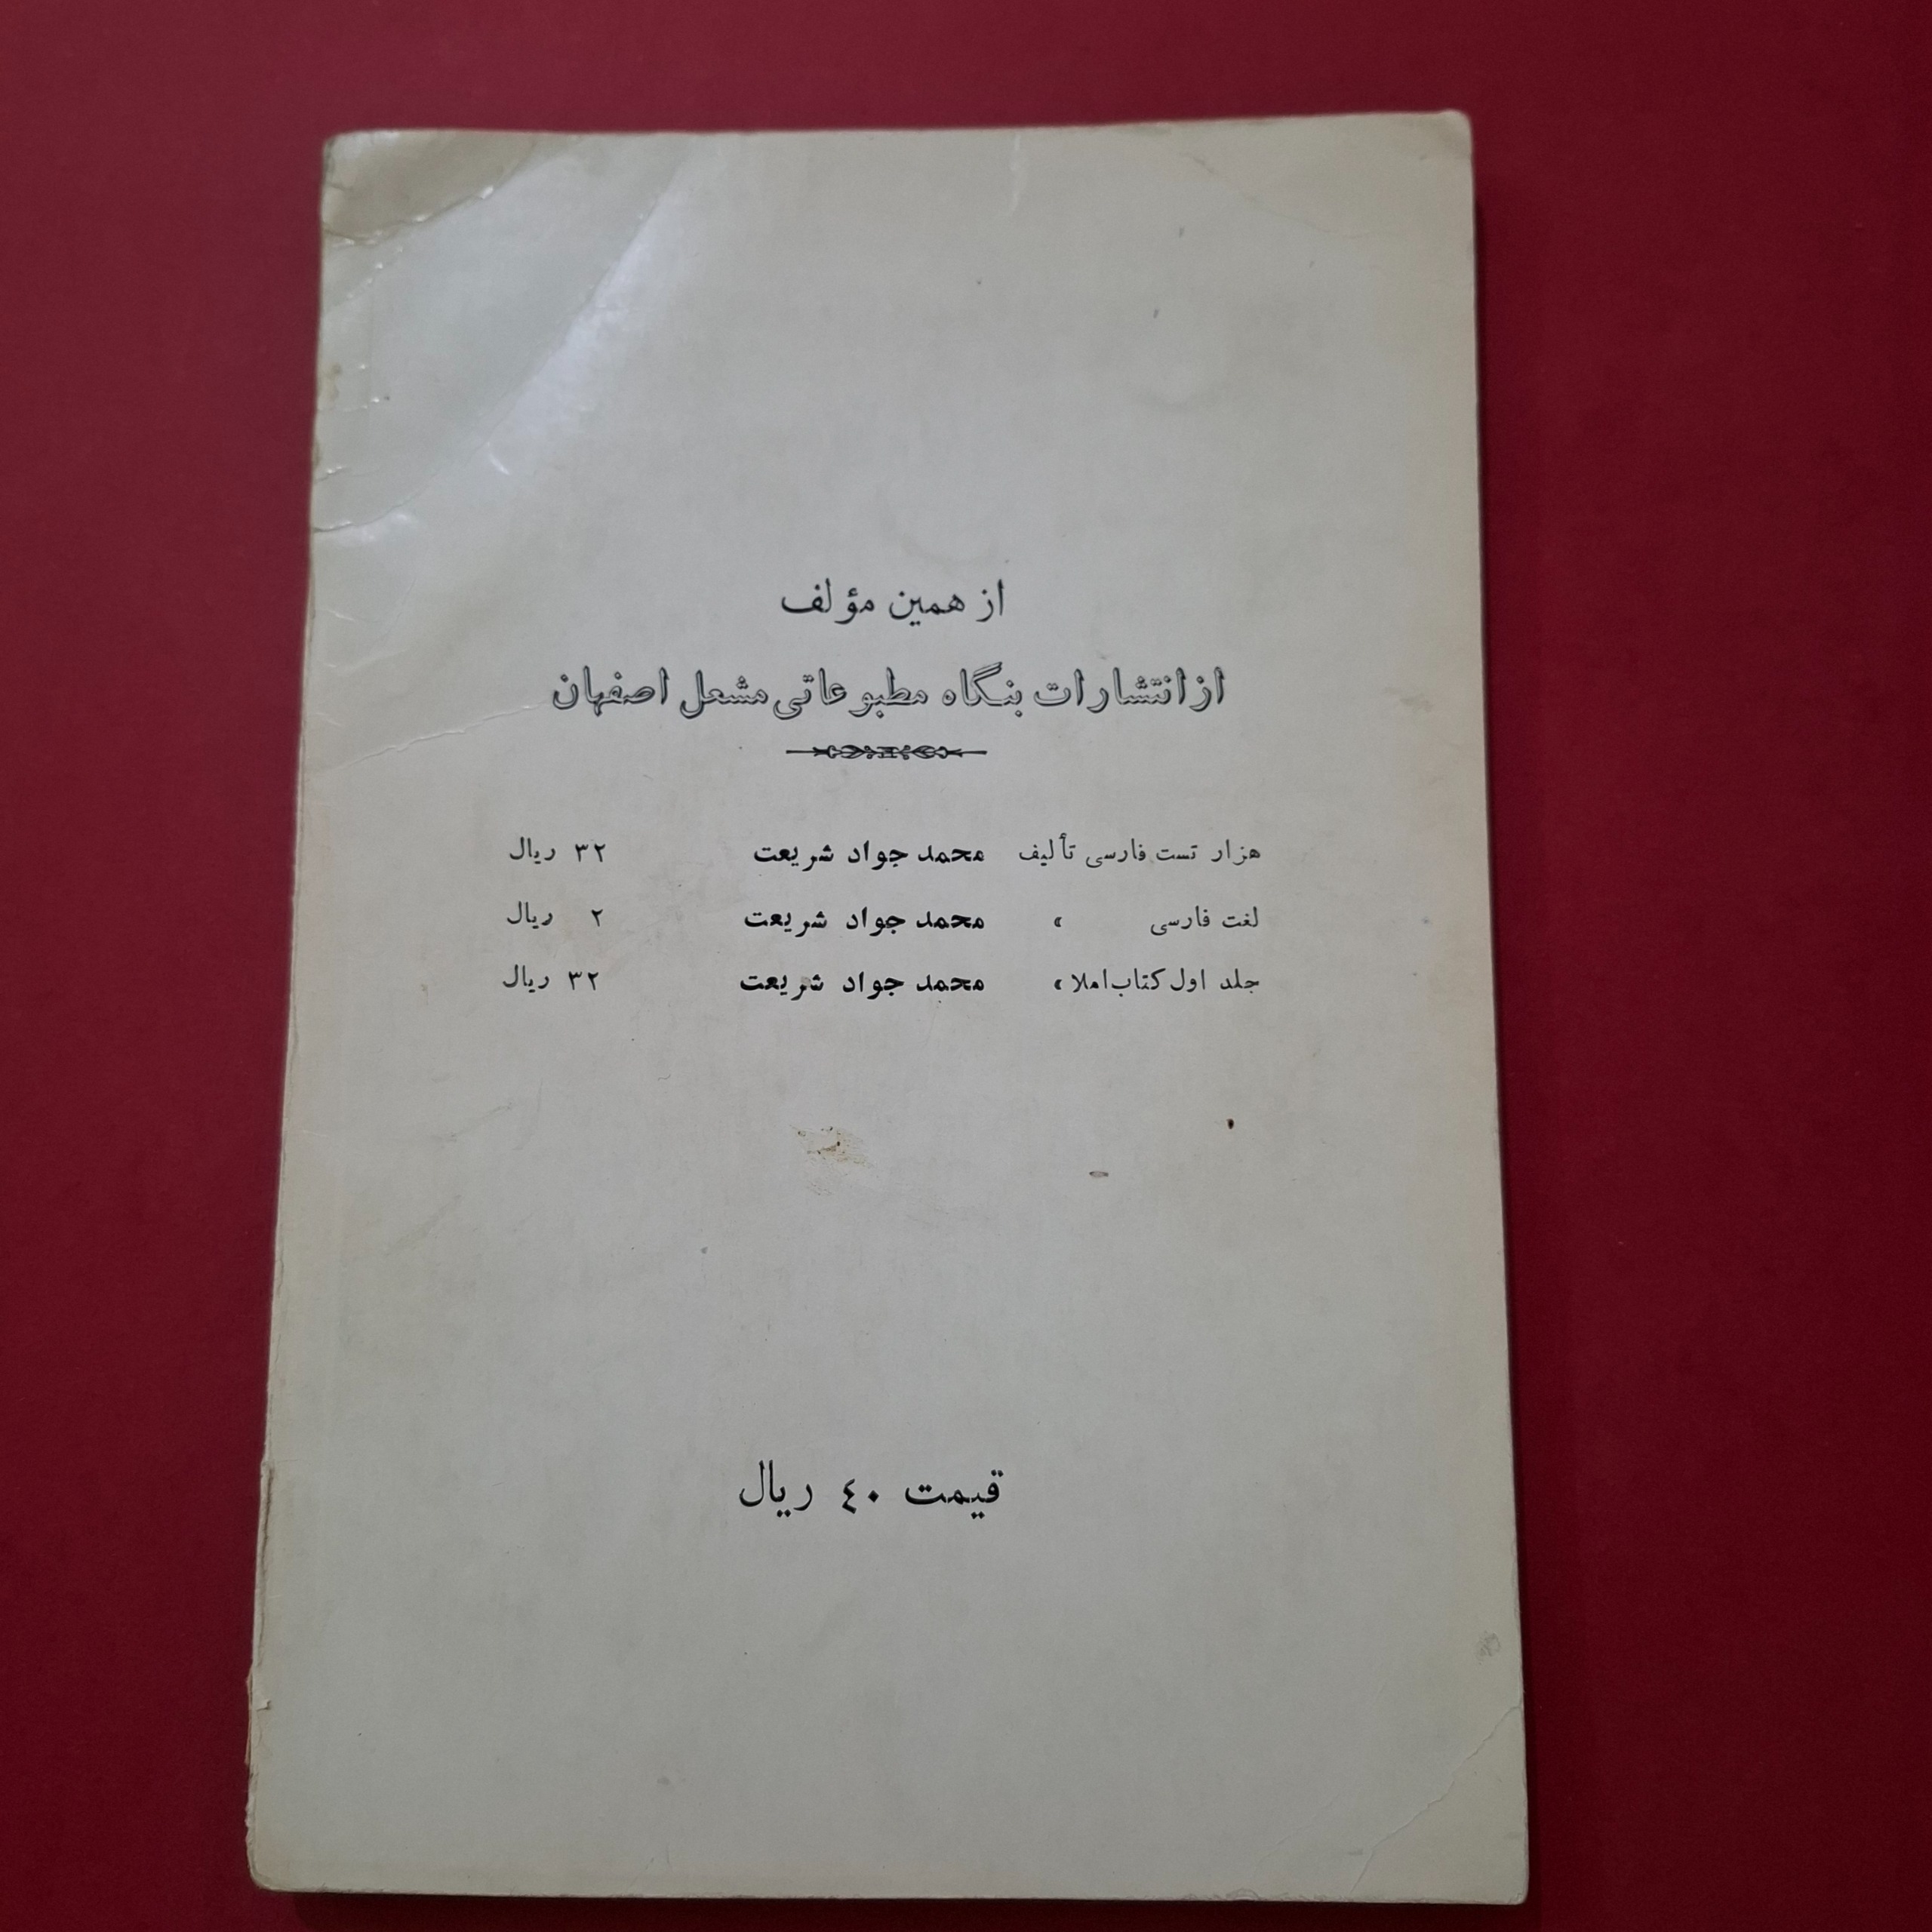 از همین مؤلف
از انتشارات بنگاه مطبوعاتی مشعل اصفهان
هزار تست فارسی تألیف محمد جواد شریعت ۳۲ ریال
لغت فارسی » محمد جواد شریعت ۲ ریال
جلد اول کتاب املا » محمد جواد شریعت ۳۲ ریال
قیمت ۴۰ ریال